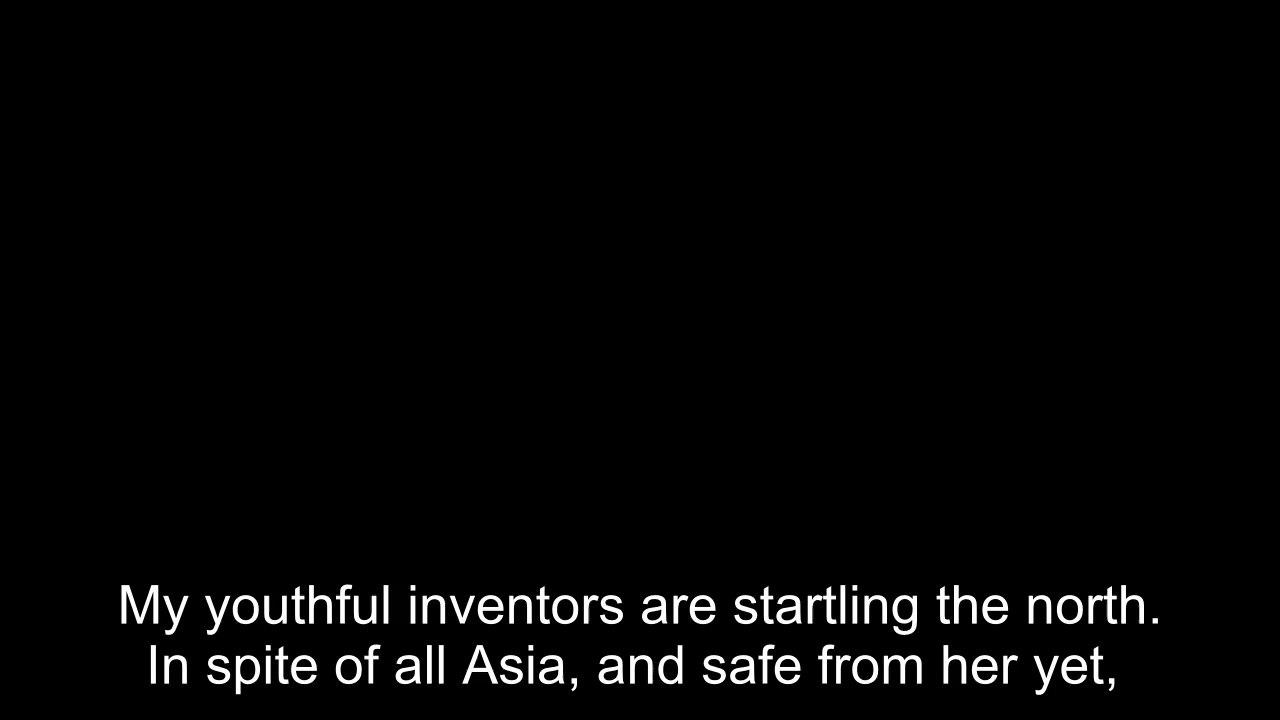 My youthful inventors are startling the north.
In spite of all Asia, and safe from her yet,